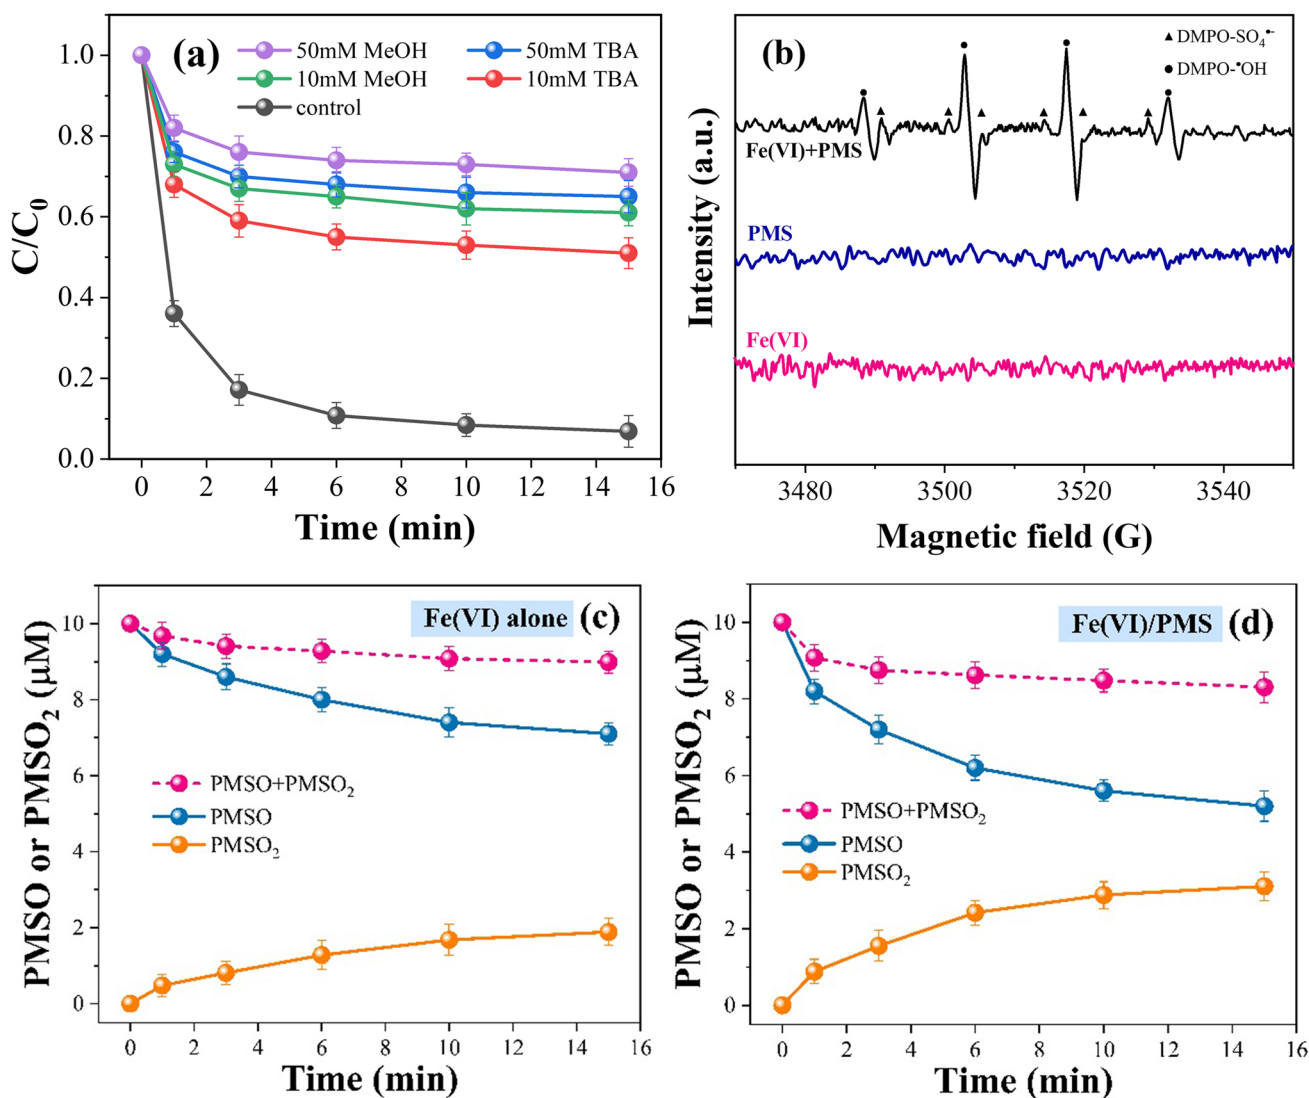 (a)
50mM MeOH
50mM TBA
10mM MeOH
10mM TBA
control
1.0
0.8
0.6
0.4
0.2
0.0
C/C₀
0 2 4 6 8 10 12 14 16
Time (min)
(b)
▲ DMPO-SO₄•⁻
● DMPO-•OH
Fe(VI)+PMS
PMS
Fe(VI)
Intensity (a.u.)
3480 3500 3520 3540
Magnetic field (G)
Fe(VI) alone (c)
10
8
6
4
2
0
PMSO or PMSO₂ (μM)
PMSO+PMSO₂
PMSO
PMSO₂
0 2 4 6 8 10 12 14 16
Time (min)
Fe(VI)/PMS (d)
10
8
6
4
2
0
PMSO or PMSO₂ (μM)
PMSO+PMSO₂
PMSO
PMSO₂
0 2 4 6 8 10 12 14 16
Time (min)